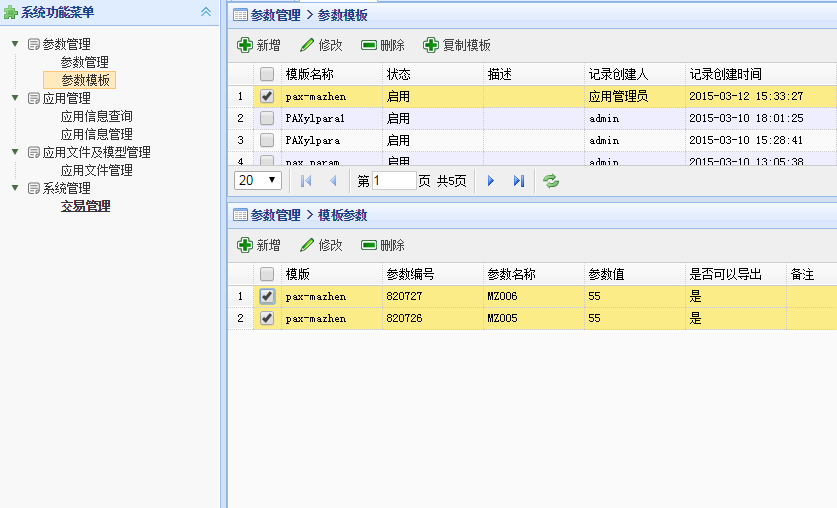 系统功能菜单
参数管理
参数管理
参数模板
应用管理
应用信息查询
应用信息管理
应用文件及模型管理
应用文件管理
系统管理
交易管理
参数管理 > 参数模板
新增 修改 删除 复制模板
模版名称 状态 描述 记录创建人 记录创建时间
1 pax-mazhen 启用 应用管理员 2015-03-12 15:33:27
2 PAXylpara1 启用 admin 2015-03-10 18:01:25
3 PAXylpara 启用 admin 2015-03-10 15:28:41
4 pax_param 启用 admin 2015-03-10 13:05:38
20 第 1 页 共5页
参数管理 > 模板参数
新增 修改 删除
模版 参数编号 参数名称 参数值 是否可以导出 备注
1 pax-mazhen 820727 MZ006 55 是
2 pax-mazhen 820726 MZ005 55 是